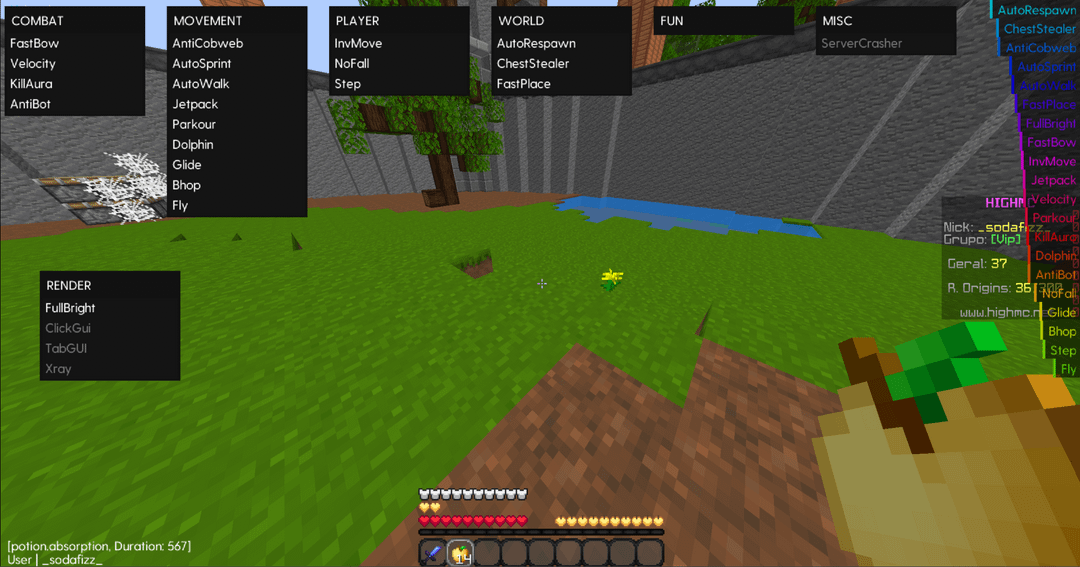 COMBAT
FastBow
Velocity
KillAura
AntiBot
MOVEMENT
AntiCobweb
AutoSprint
AutoWalk
Jetpack
Parkour
Dolphin
Glide
Bhop
Fly
PLAYER
InvMove
NoFall
Step
WORLD
AutoRespawn
ChestStealer
FastPlace
FUN
MISC
ServerCrasher
RENDER
FullBright
ClickGui
TabGUI
Xray
AutoRespawn
ChestStealer
AntiCobweb
AutoSprint
AutoWalk
FastPlace
FullBright
FastBow
InvMove
Jetpack
Velocity
Parkour
KillAura
Dolphin
AntiBot
NoFall
Glide
Bhop
Step
Fly
Nick: _sodafizz_
Grupo: [Vip]
Geral: 37
R. Origins:
14
[potion.absorption, Duration: 567]
User | _sodafizz_